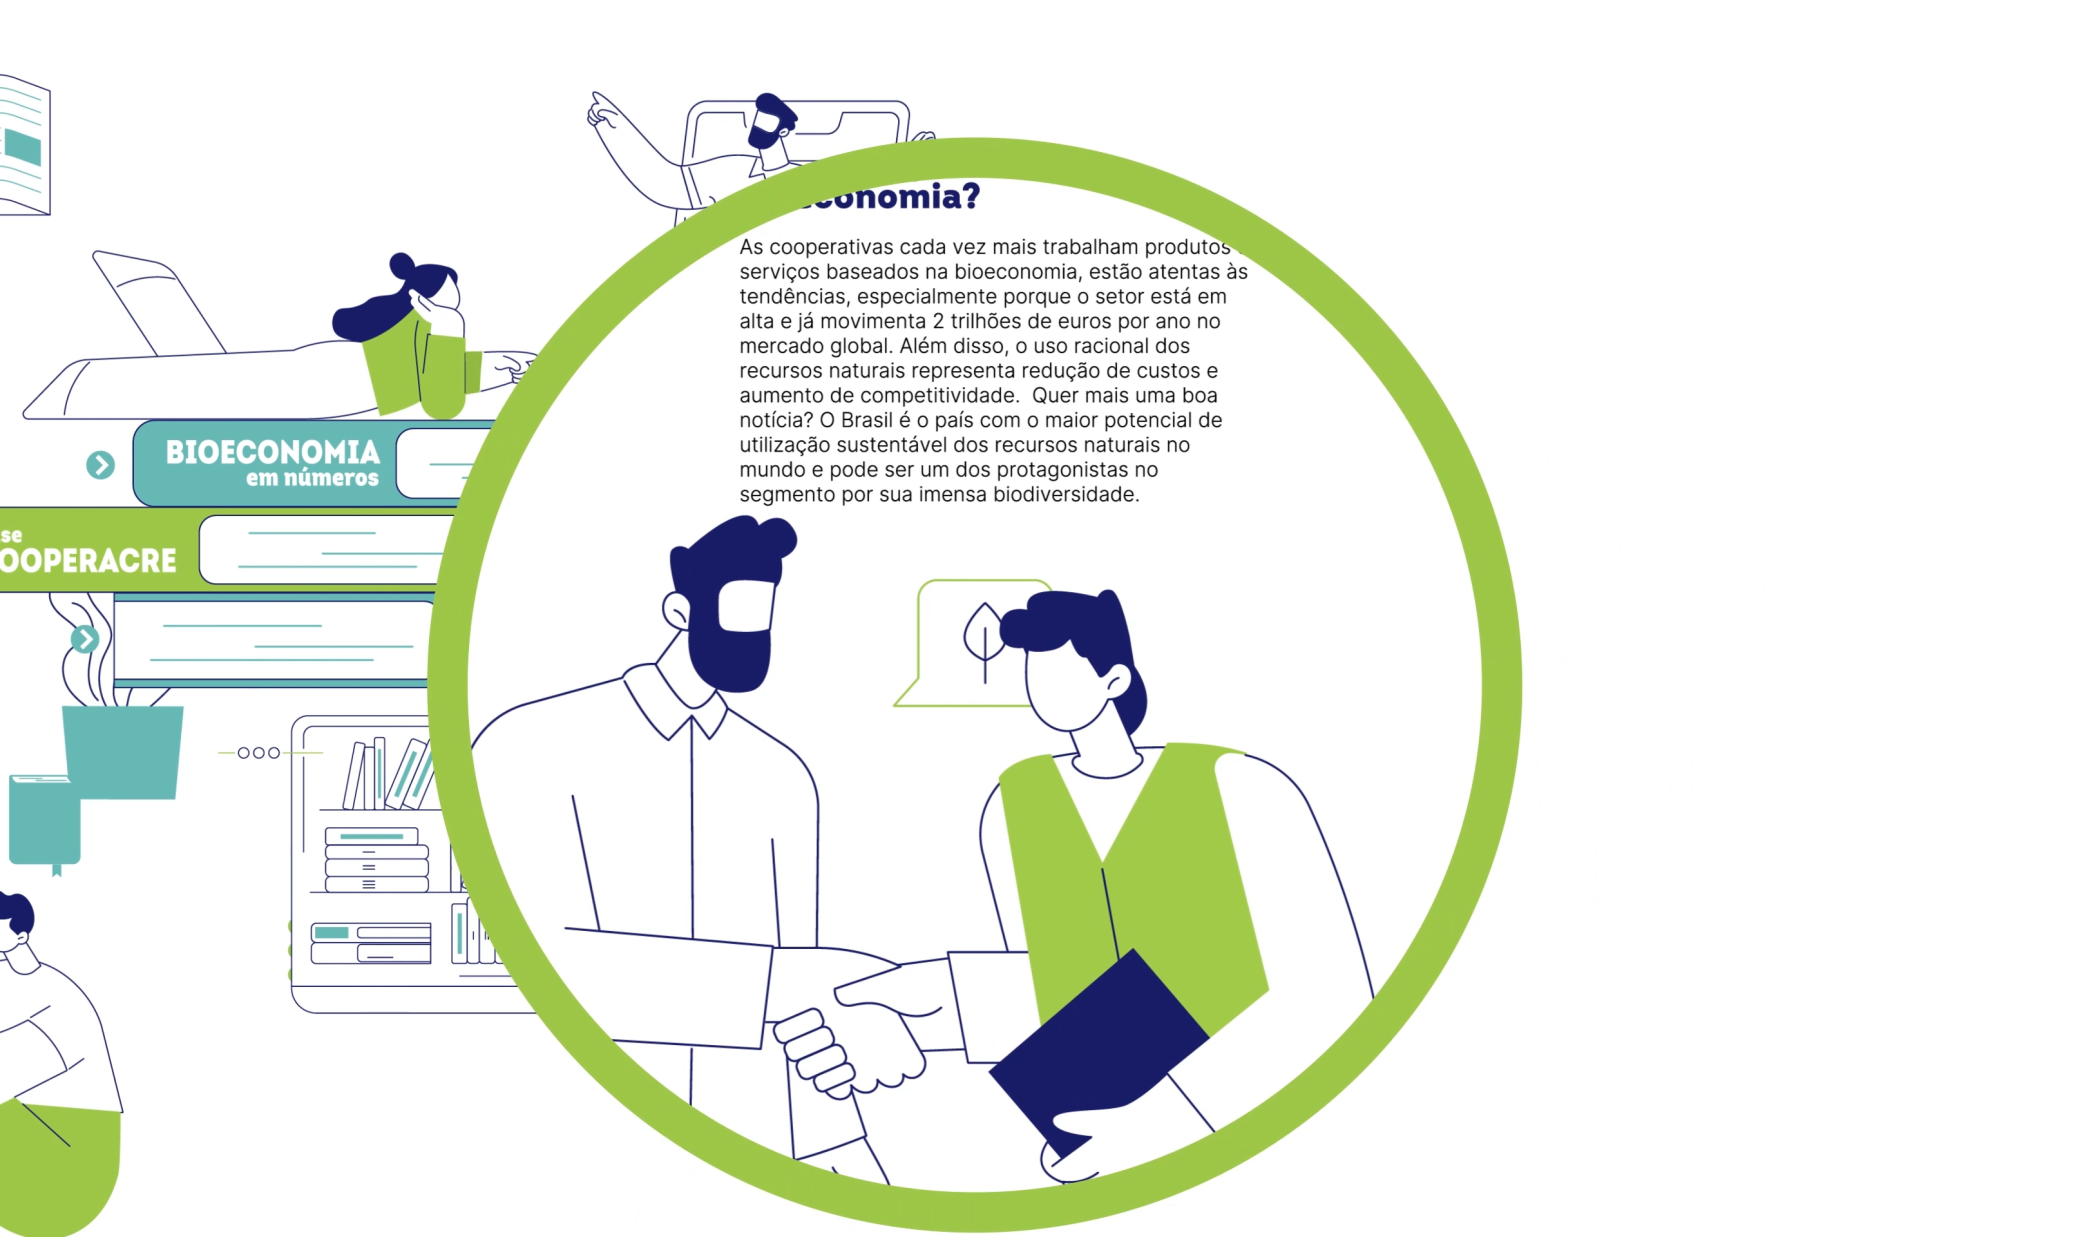 economia?
As cooperativas cada vez mais trabalham produtos
serviços baseados na bioeconomia, estão atentas às
tendências, especialmente porque o setor está em
alta e já movimenta 2 trilhões de euros por ano no
mercado global. Além disso, o uso racional dos
recursos naturais representa redução de custos e
aumento de competitividade.  Quer mais uma boa
notícia? O Brasil é o país com o maior potencial de
utilização sustentável dos recursos naturais no
mundo e pode ser um dos protagonistas no
segmento por sua imensa biodiversidade.
BIOECONOMIA
em números
se
OOPERACRE